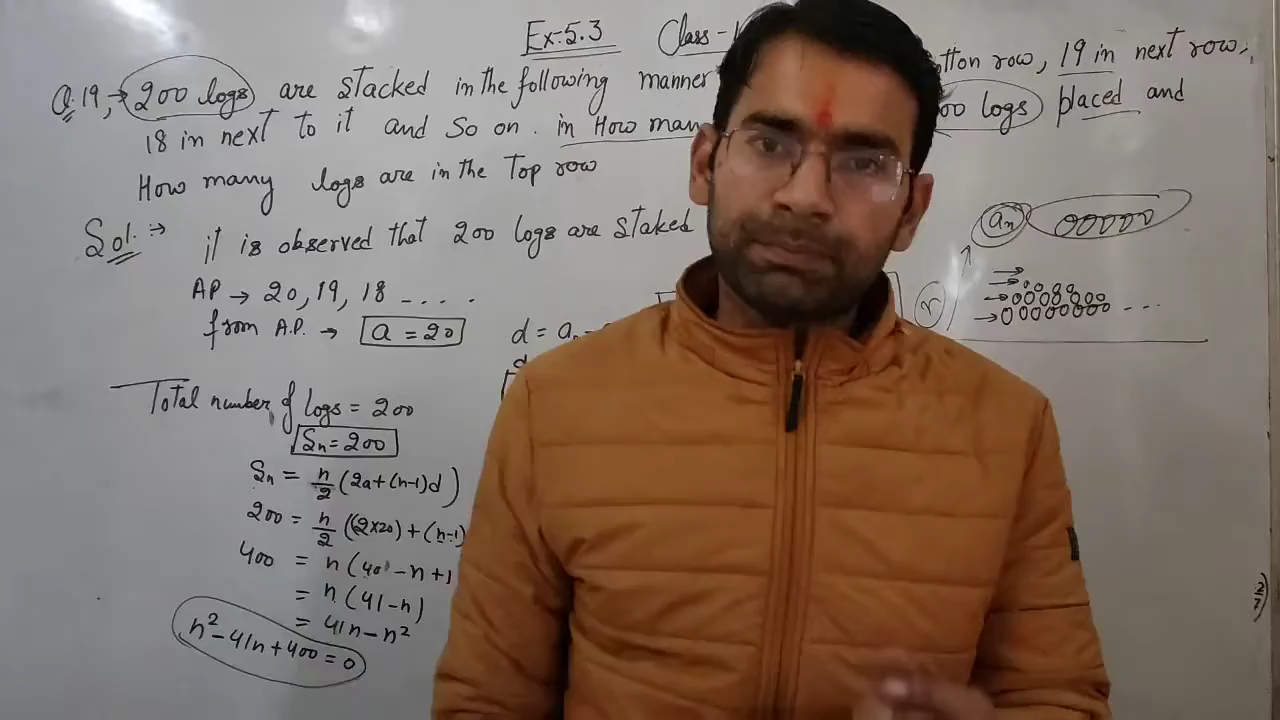 Ex:- 5.3 Class-
Q.19, → 200 logs are stacked in the following manner ttom row, 19 in next row,
18 in next to it and so on. in How man 00 logs placed and
How many logs are in the Top row
Sol. :→ it is observed that 200 logs are staked
an
AP → 20, 19, 18 ....
from A.P. → a = 20 d = a
Total number of logs = 200
Sn = 200
Sn = n/2 (2a+(n-1)d)
200 = n/2 ((2×20)+(n-1)
400 = n (40 - n + 1
= n (41-n)
= 41n - n²
n² - 41n + 400 = 0